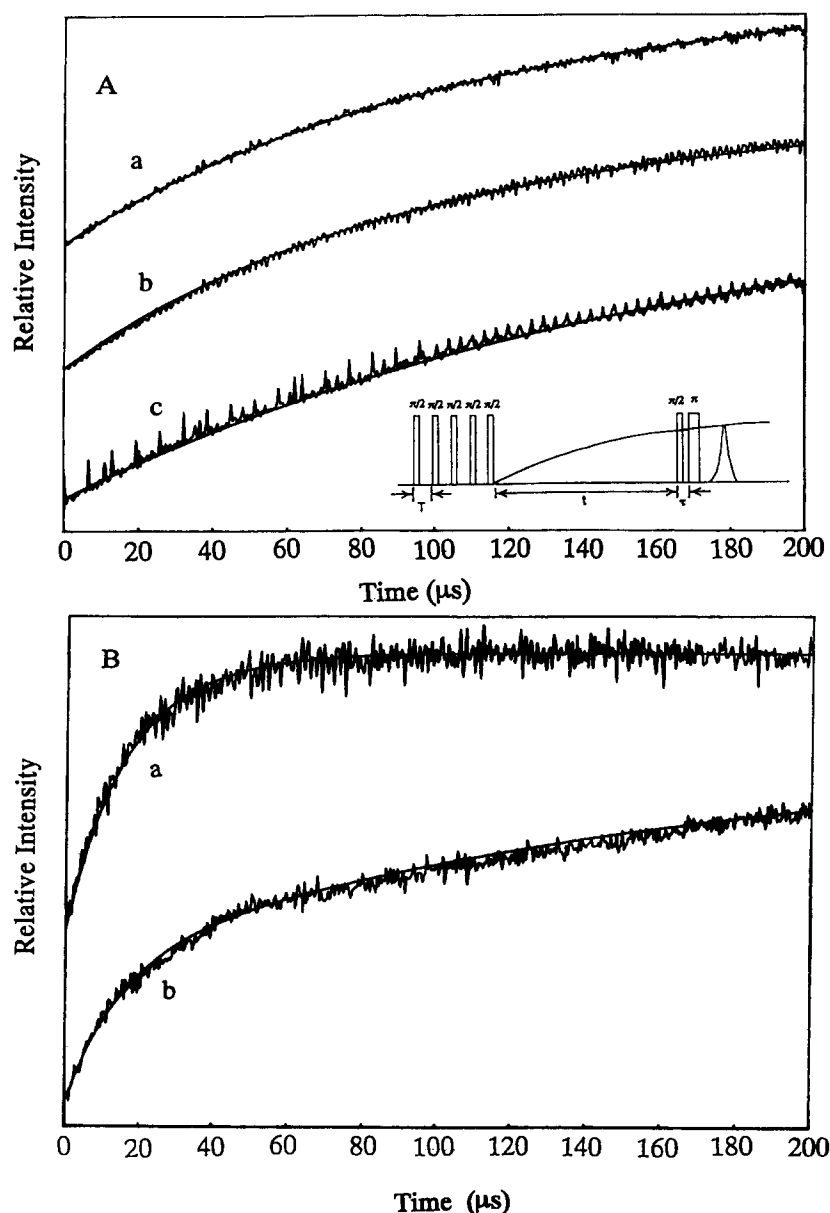 A
a
b
c
π/2 π/2 π/2 π/2 π/2
π/2 π
T
t
τ
Relative Intensity
0 20 40 60 80 100 120 140 160 180 200
Time (μs)
B
a
b
Relative Intensity
0 20 40 60 80 100 120 140 160 180 200
Time (μs)